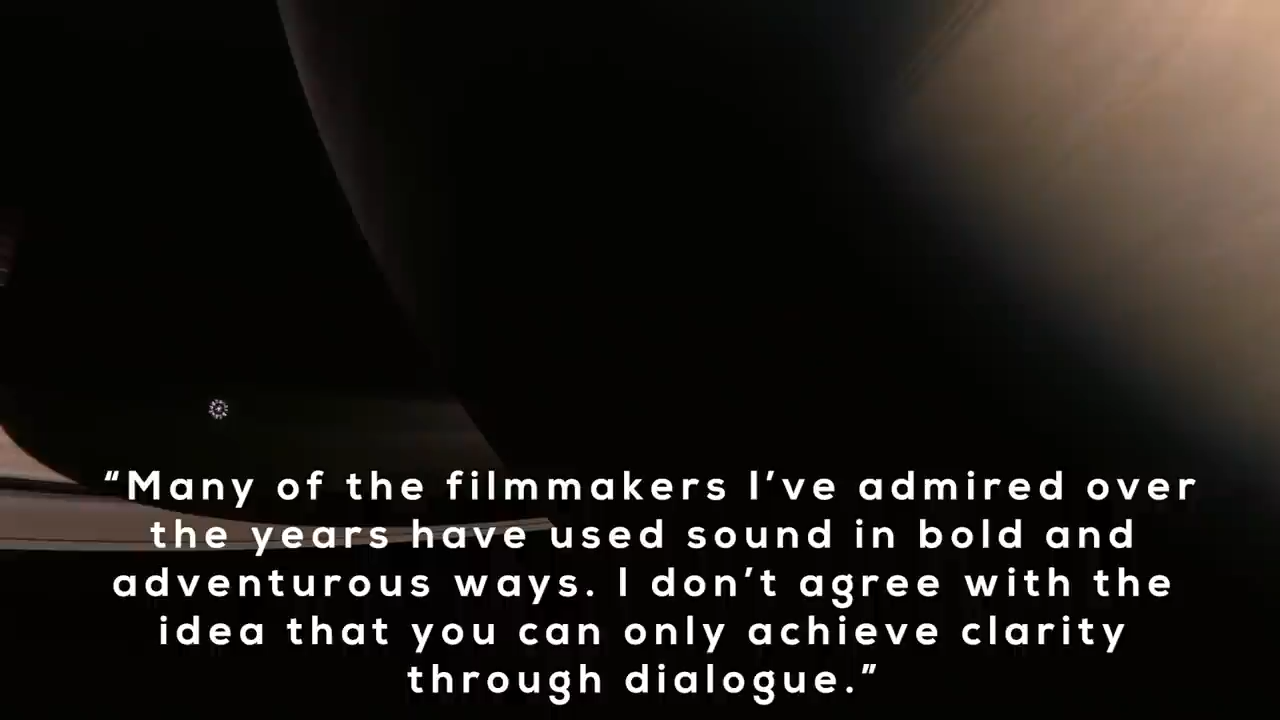 “Many of the filmmakers I’ve admired over
the years have used sound in bold and
adventurous ways. I don’t agree with the
idea that you can only achieve clarity
through dialogue.”